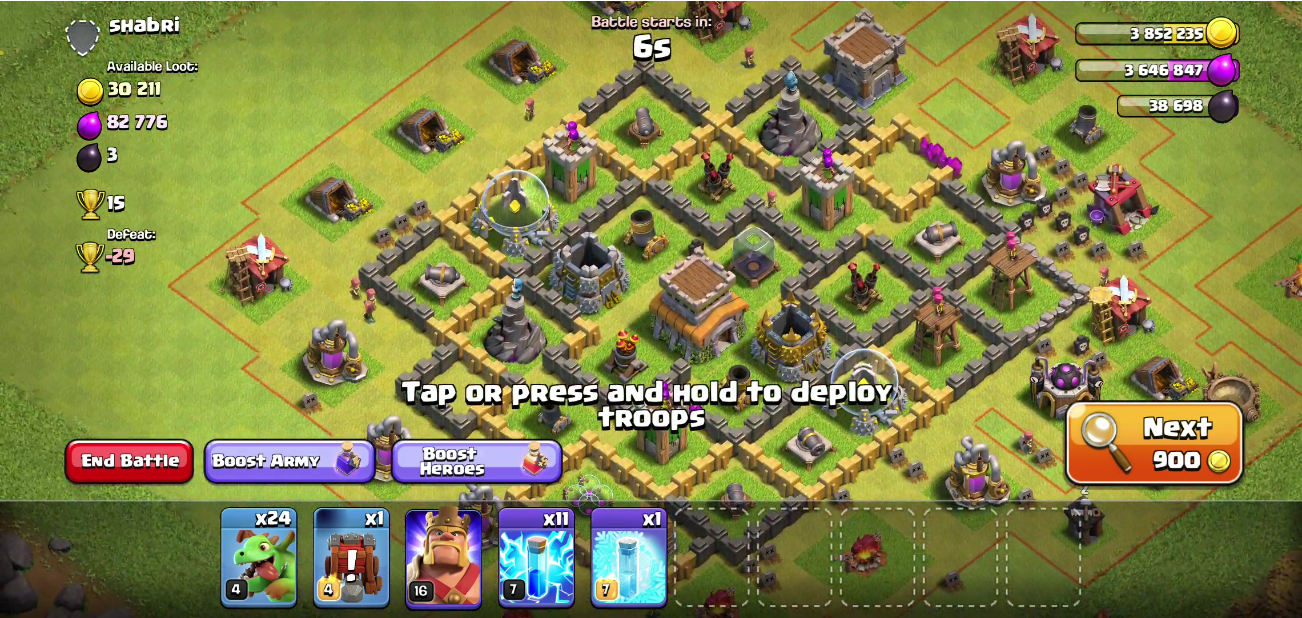 shabri
Available Loot:
30 211
82 776
3
15
Defeat:
-29
Battle starts in:
6s
3 852 235
3 646 847
38 698
Tap or press and hold to deploy
troops
End Battle
Boost Army
Boost
Heroes
Next
900
x24
x1
x11
x1
4
4
16
7
7
2